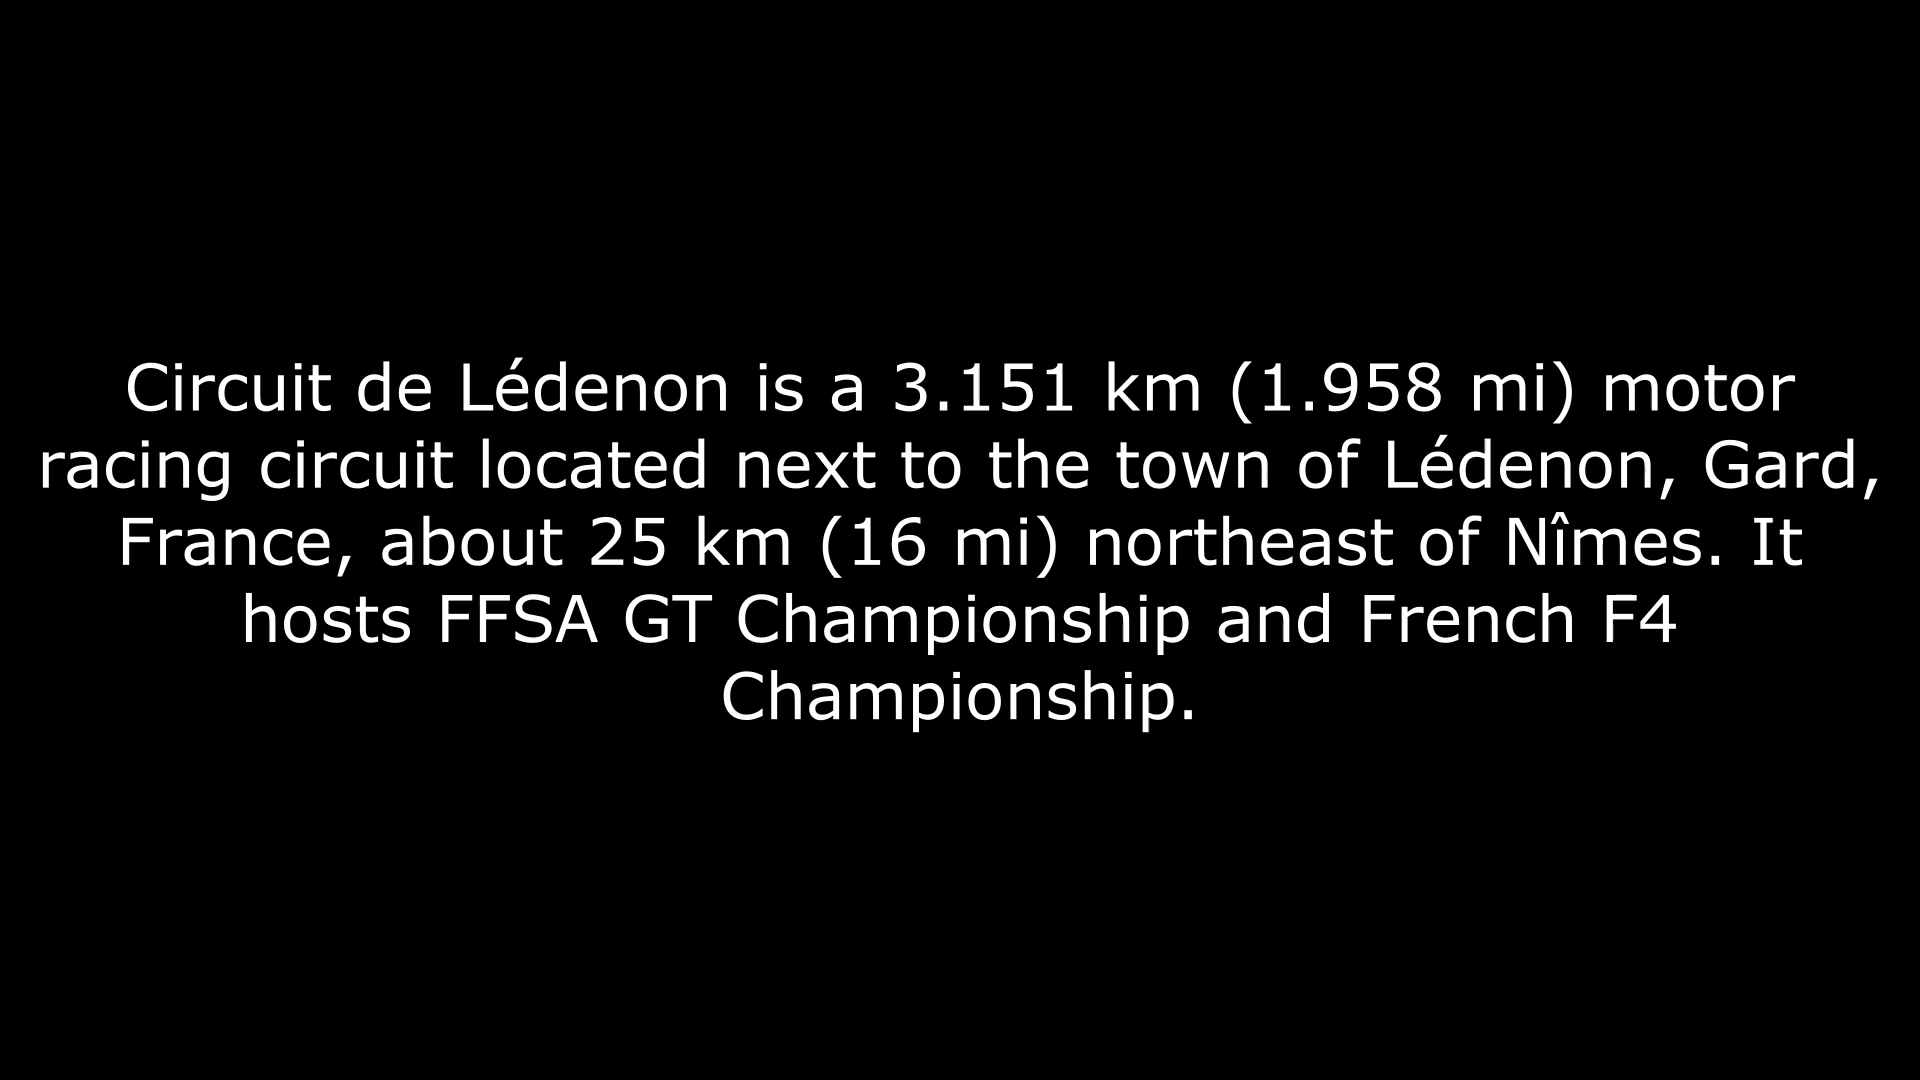 Circuit de Lédenon is a 3.151 km (1.958 mi) motor
racing circuit located next to the town of Lédenon, Gard,
France, about 25 km (16 mi) northeast of Nîmes. It
hosts FFSA GT Championship and French F4
Championship.